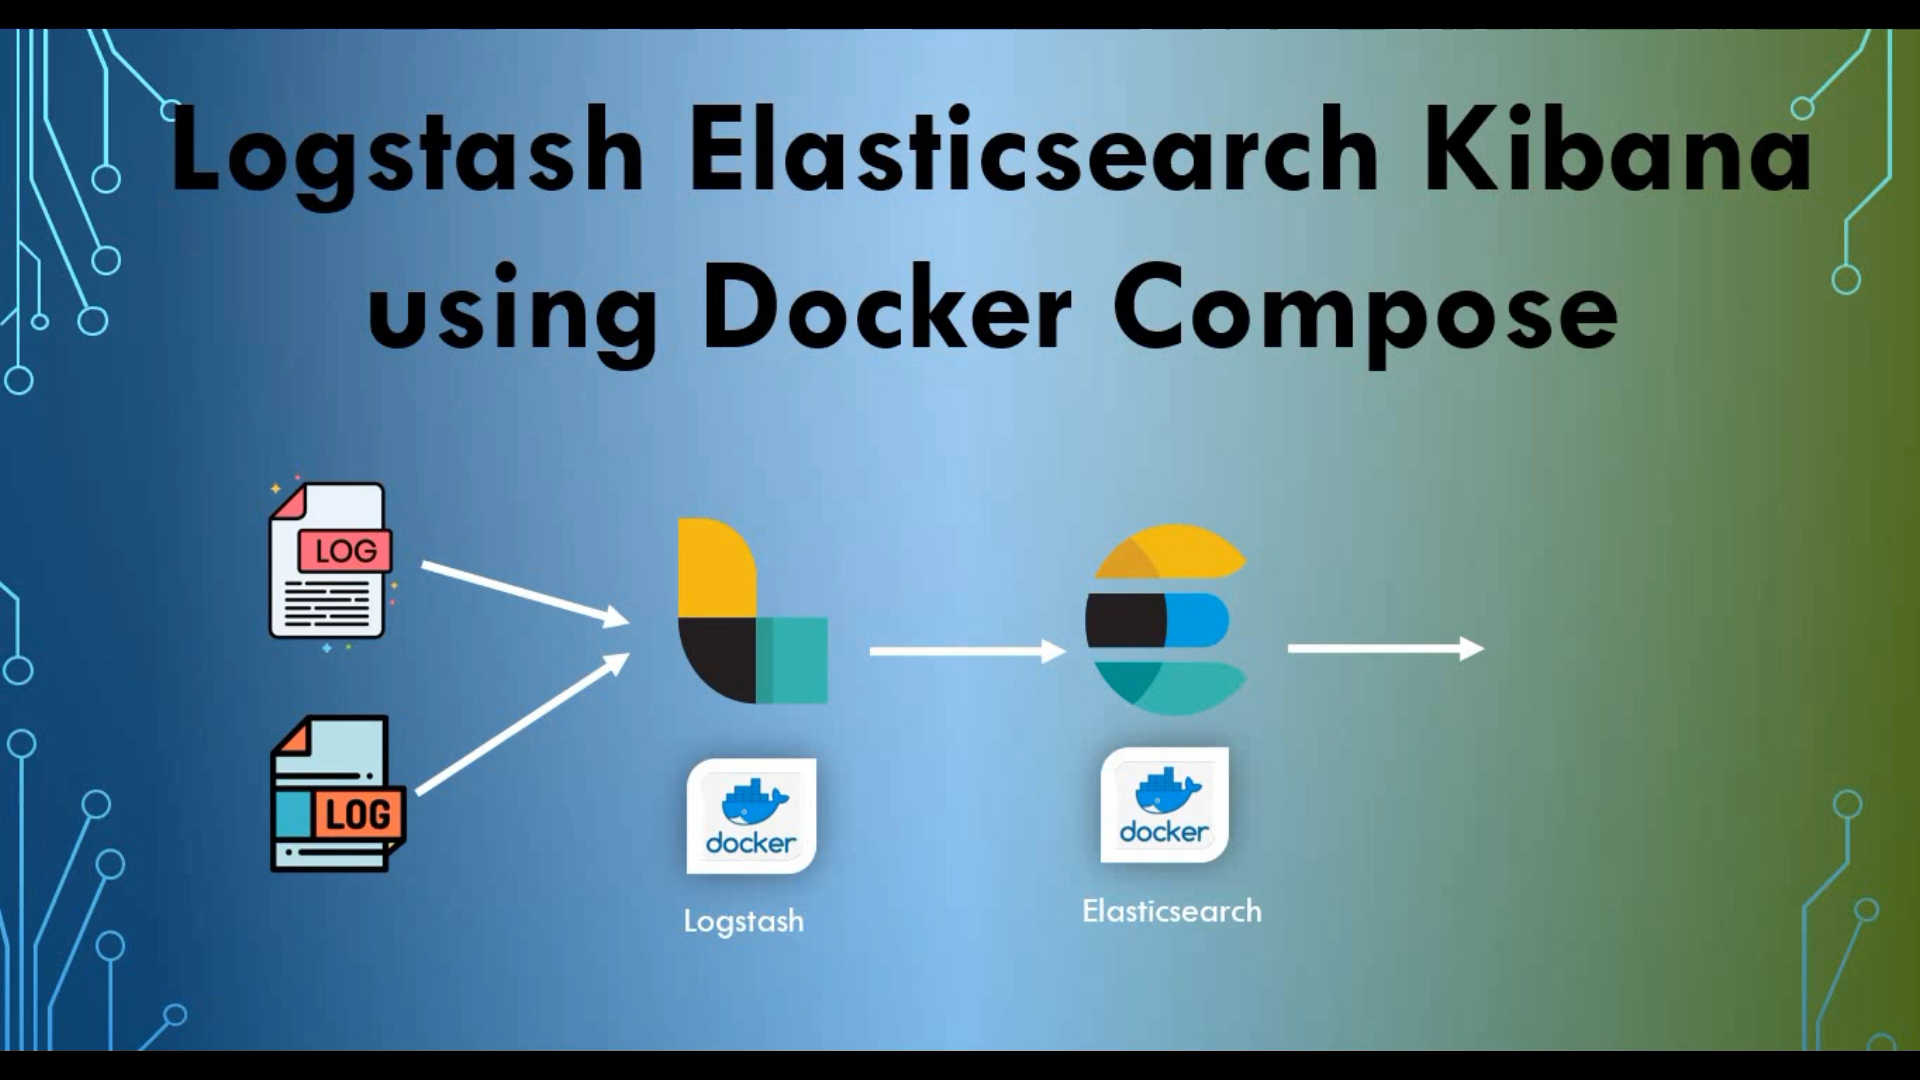 Logstash Elasticsearch Kibana
using Docker Compose
LOG
LOG
docker
docker
Logstash
Elasticsearch